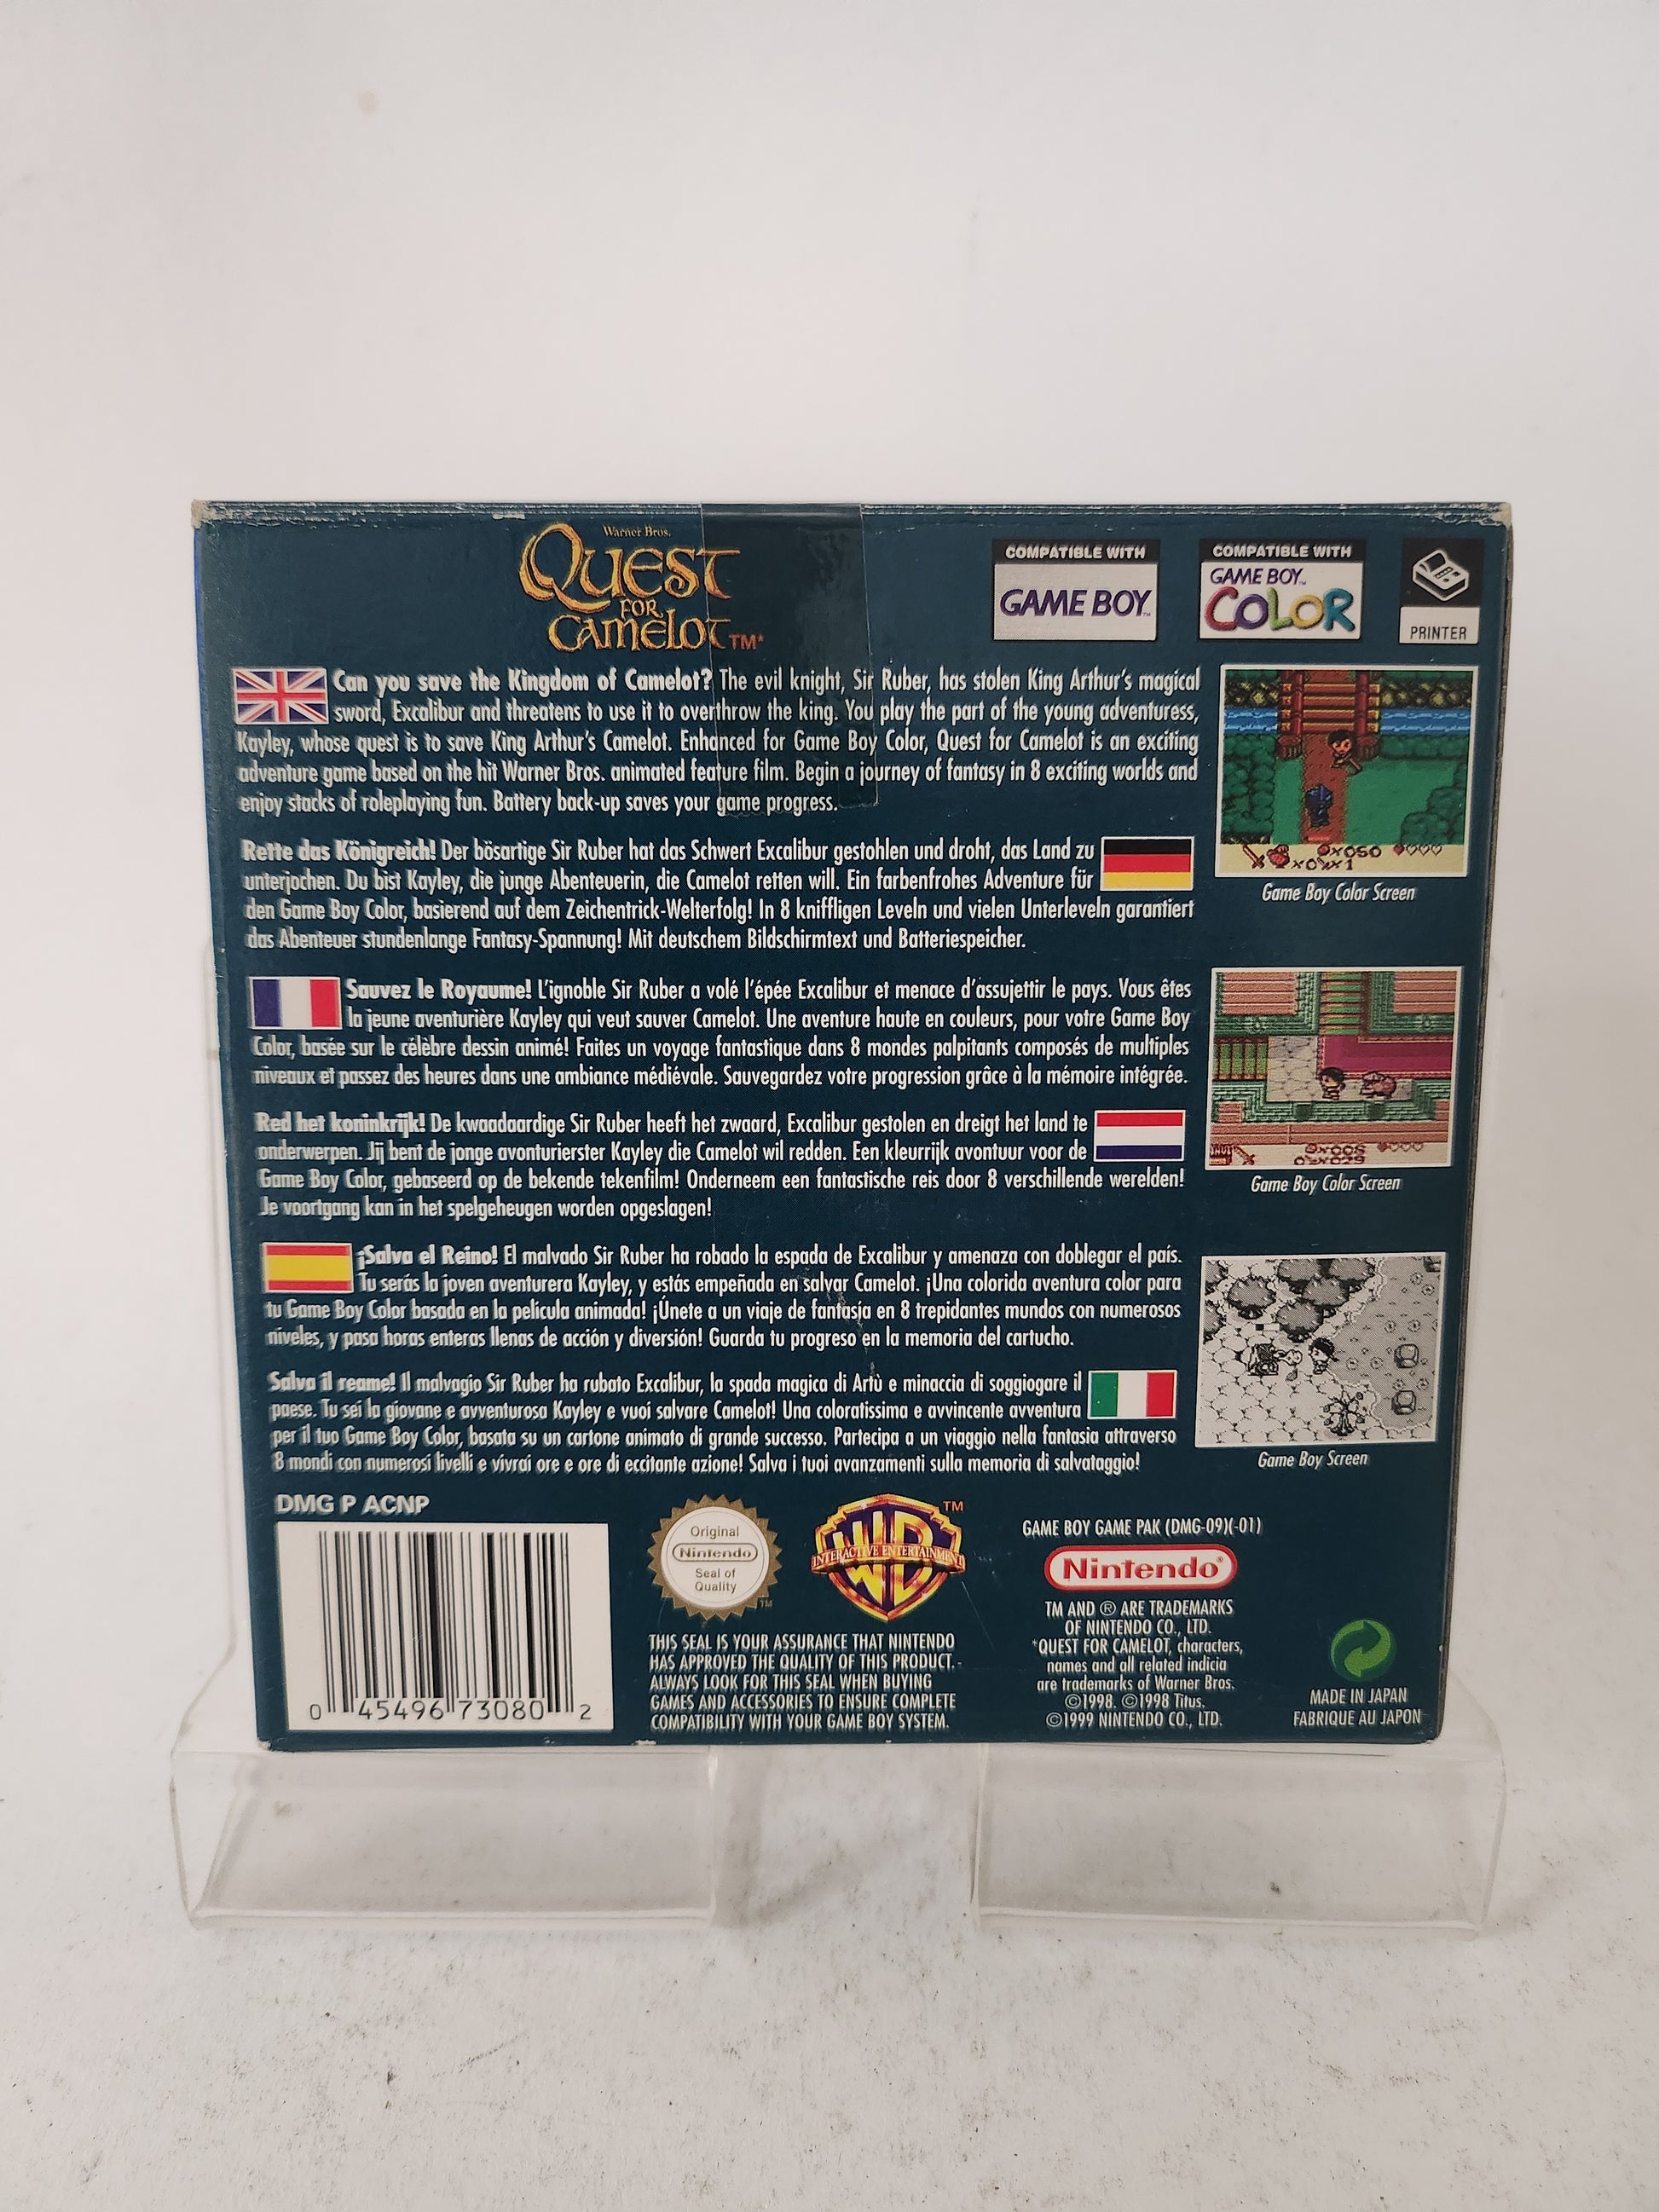 Warner Bros.
QUEST
FOR
CAMELOT TM*
COMPATIBLE WITH
GAME BOY™
COMPATIBLE WITH
GAME BOY™
COLOR
PRINTER
Can you save the Kingdom of Camelot? The evil knight, Sir Ruber, has stolen King Arthur's magical
sword, Excalibur and threatens to use it to overthrow the king. You play the part of the young adventuress,
Kayley, whose quest is to save King Arthur's Camelot. Enhanced for Game Boy Color, Quest for Camelot is an exciting
adventure game based on the hit Warner Bros. animated feature film. Begin a journey of fantasy in 8 exciting worlds and
enjoy stacks of roleplaying fun. Battery back-up saves your game progress.
Rette das Königreich! Der bösartige Sir Ruber hat das Schwert Excalibur gestohlen und droht, das Land zu
unterjochen. Du bist Kayley, die junge Abenteuerin, die Camelot retten will. Ein farbenfrohes Adventure für
den Game Boy Color, basierend auf dem Zeichentrick-Welterfolg! In 8 kniffligen Leveln und vielen Unterleveln garantiert
das Abenteuer stundenlange Fantasy-Spannung! Mit deutschem Bildschirmtext und Batteriespeicher.
Sauvez le Royaume! L'ignoble Sir Ruber a volé l'épée Excalibur et menace d'assujettir le pays. Vous êtes
la jeune aventurière Kayley qui veut sauver Camelot. Une aventure haute en couleurs, pour votre Game Boy
Color, basée sur le célèbre dessin animé! Faites un voyage fantastique dans 8 mondes palpitants composés de multiples
niveaux et passez des heures dans une ambiance médiévale. Sauvegardez votre progression grâce à la mémoire intégrée.
Red het koninkrijk! De kwaadaardige Sir Ruber heeft het zwaard, Excalibur gestolen en dreigt het land te
onderwerpen. Jij bent de jonge avonturierster Kayley die Camelot wil redden. Een kleurrijk avontuur voor de
Game Boy Color, gebaseerd op de bekende tekenfilm! Onderneem een fantastische reis door 8 verschillende werelden!
Je voortgang kan in het spelgeheugen worden opgeslagen!
¡Salva el Reino! El malvado Sir Ruber ha robado la espada de Excalibur y amenaza con doblegar el país.
Tu serás la joven aventurera Kayley, y estás empeñada en salvar Camelot. ¡Una colorida aventura color para
tu Game Boy Color basada en la película animada! ¡Únete a un viaje de fantasía en 8 trepidantes mundos con numerosos
niveles, y pasa horas enteras llenas de acción y diversión! Guarda tu progreso en la memoria del cartucho.
Salva il reame! Il malvagio Sir Ruber ha rubato Excalibur, la spada magica di Artù e minaccia di soggiogare il
paese. Tu sei la giovane e avventurosa Kayley e vuoi salvare Camelot! Una coloratissima e avvincente avventura
per il tuo Game Boy Color, basata su un cartone animato di grande successo. Partecipa a un viaggio nella fantasia attraverso
8 mondi con numerosi livelli e vivrai ore e ore di eccitante azione! Salva i tuoi avanzamenti sulla memoria di salvataggio!
Game Boy Color Screen
Game Boy Color Screen
Game Boy Screen
DMG P ACNP
0 45496 73080 2
Original
Nintendo
Seal of
Quality
TM
THIS SEAL IS YOUR ASSURANCE THAT NINTENDO
HAS APPROVED THE QUALITY OF THIS PRODUCT.
ALWAYS LOOK FOR THIS SEAL WHEN BUYING
GAMES AND ACCESSORIES TO ENSURE COMPLETE
COMPATIBILITY WITH YOUR GAME BOY SYSTEM.
WB TM
INTERACTIVE ENTERTAINMENT
GAME BOY GAME PAK (DMG-09)(-01)
Nintendo®
TM AND ® ARE TRADEMARKS
OF NINTENDO CO., LTD.
*QUEST FOR CAMELOT, characters,
names and all related indicia
are trademarks of Warner Bros.
©1998. ©1998 Titus.
©1999 NINTENDO CO., LTD.
MADE IN JAPAN
FABRIQUE AU JAPON